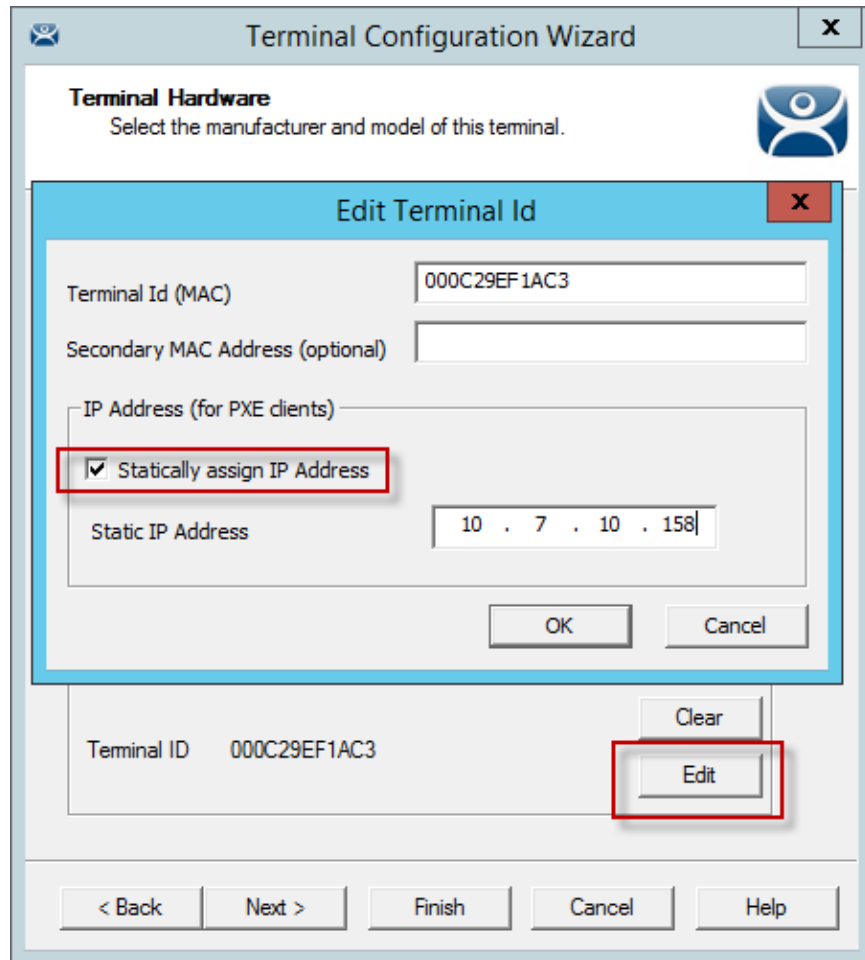 Terminal Configuration Wizard
x
Terminal Hardware
Select the manufacturer and model of this terminal.
Edit Terminal Id
x
Terminal Id (MAC)
000C29EF1AC3
Secondary MAC Address (optional)
IP Address (for PXE clients)
Statically assign IP Address
Static IP Address
10 . 7 . 10 . 158
OK
Cancel
Clear
Terminal ID 000C29EF1AC3
Edit
< Back Next > Finish Cancel Help